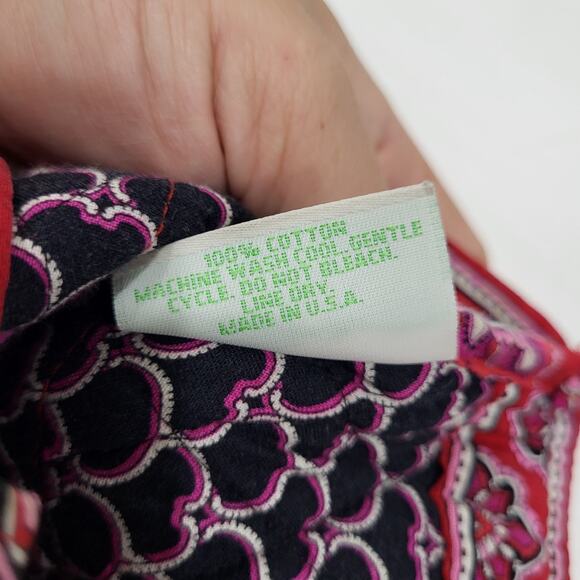 100% COTTON
MACHINE WASH COOL, GENTLE
CYCLE. DO NOT BLEACH.
LINE DRY.
MADE IN U.S.A.